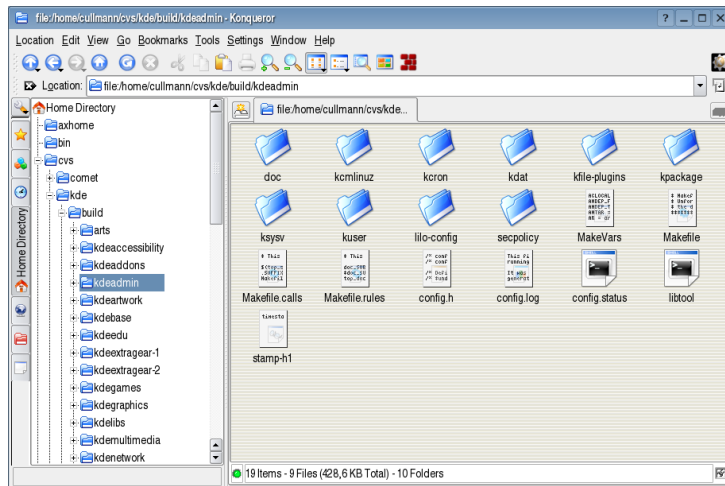 file:/home/cullmann/cvs/kde/build/kdeadmin - Konqueror
Location Edit View Go Bookmarks Tools Settings Window Help
Location: file:/home/cullmann/cvs/kde/build/kdeadmin
Home Directory
file:/home/cullmann/cvs/kde...
Home Directory
axhome
bin
cvs
comet
kde
build
arts
kdeaccessibility
kdeaddons
kdeadmin
kdeartwork
kdebase
kdeedu
kdeextragear-1
kdeextragear-2
kdegames
kdegraphics
kdelibs
kdemultimedia
kdenetwork
doc kcmlinuz kcron kdat kfile-plugins kpackage
ksysv kuser lilo-config secpolicy MakeVars Makefile
Makefile.calls Makefile.rules config.h config.log config.status libtool
stamp-h1
19 Items - 9 Files (428,6 KB Total) - 10 Folders